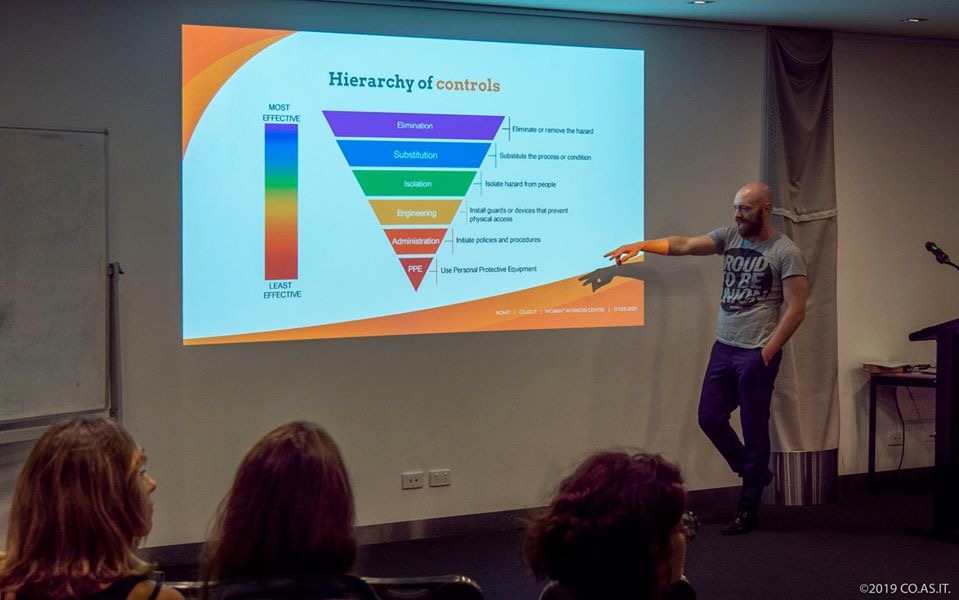 Hierarchy of controls
MOST
EFFECTIVE
LEAST
EFFECTIVE
Elimination
Eliminate or remove the hazard
Substitution
Substitute the process or condition
Isolation
Isolate hazard from people
Engineering
Install guards or devices that prevent
physical access
Administration
Initiate policies and procedures
PPE
Use Personal Protective Equipment
NOMIT | CO.AS.IT. | MIGRANT WORKERS CENTRE |
PROUD
TO BE
UNION
©2019 CO.AS.IT.